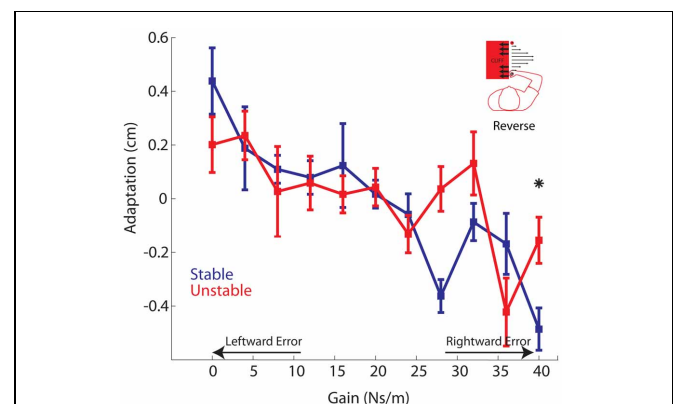 0.6
0.4
0.2
0
-0.2
-0.4
Adaptation (cm)
Reverse
*
Stable
Unstable
Leftward Error
Rightward Error
0 5 10 15 20 25 30 35 40
Gain (Ns/m)